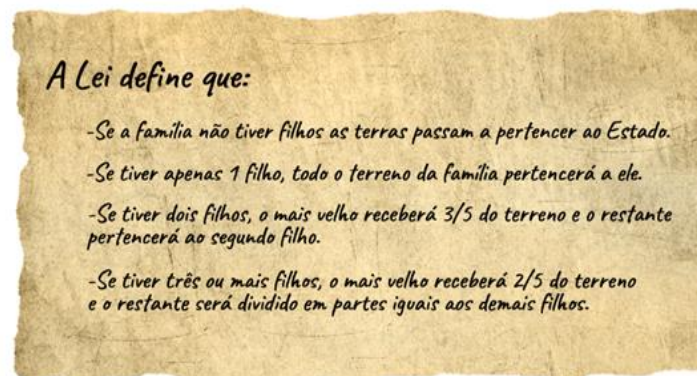 A Lei define que:
-Se a família não tiver filhos as terras passam a pertencer ao Estado.
-Se tiver apenas 1 filho, todo o terreno da família pertencerá a ele.
-Se tiver dois filhos, o mais velho receberá 3/5 do terreno e o restante
pertencerá ao segundo filho.
-Se tiver três ou mais filhos, o mais velho receberá 2/5 do terreno
e o restante será dividido em partes iguais aos demais filhos.